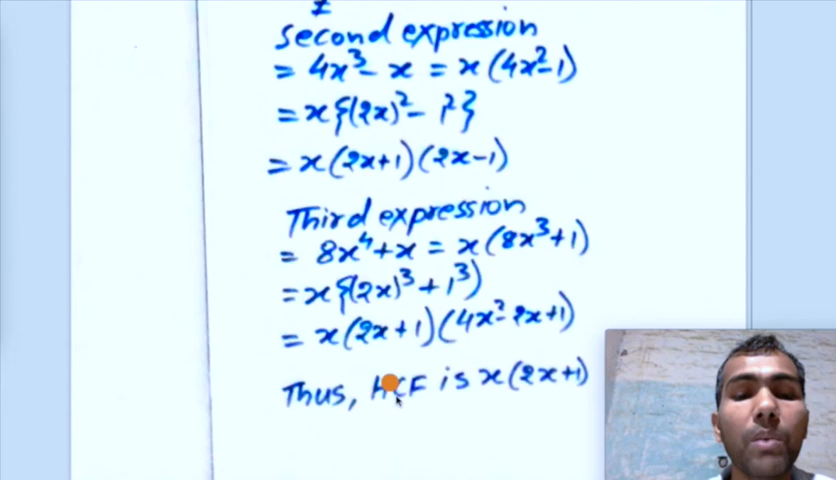 Second expression
= 4x³ - x = x(4x²-1)
= x{(2x)² - 1²}
= x(2x+1)(2x-1)
Third expression
= 8x⁴+x = x(8x³+1)
= x{(2x)³ + 1³)
= x(2x+1)(4x²-2x+1)
Thus, HCF is x(2x+1)